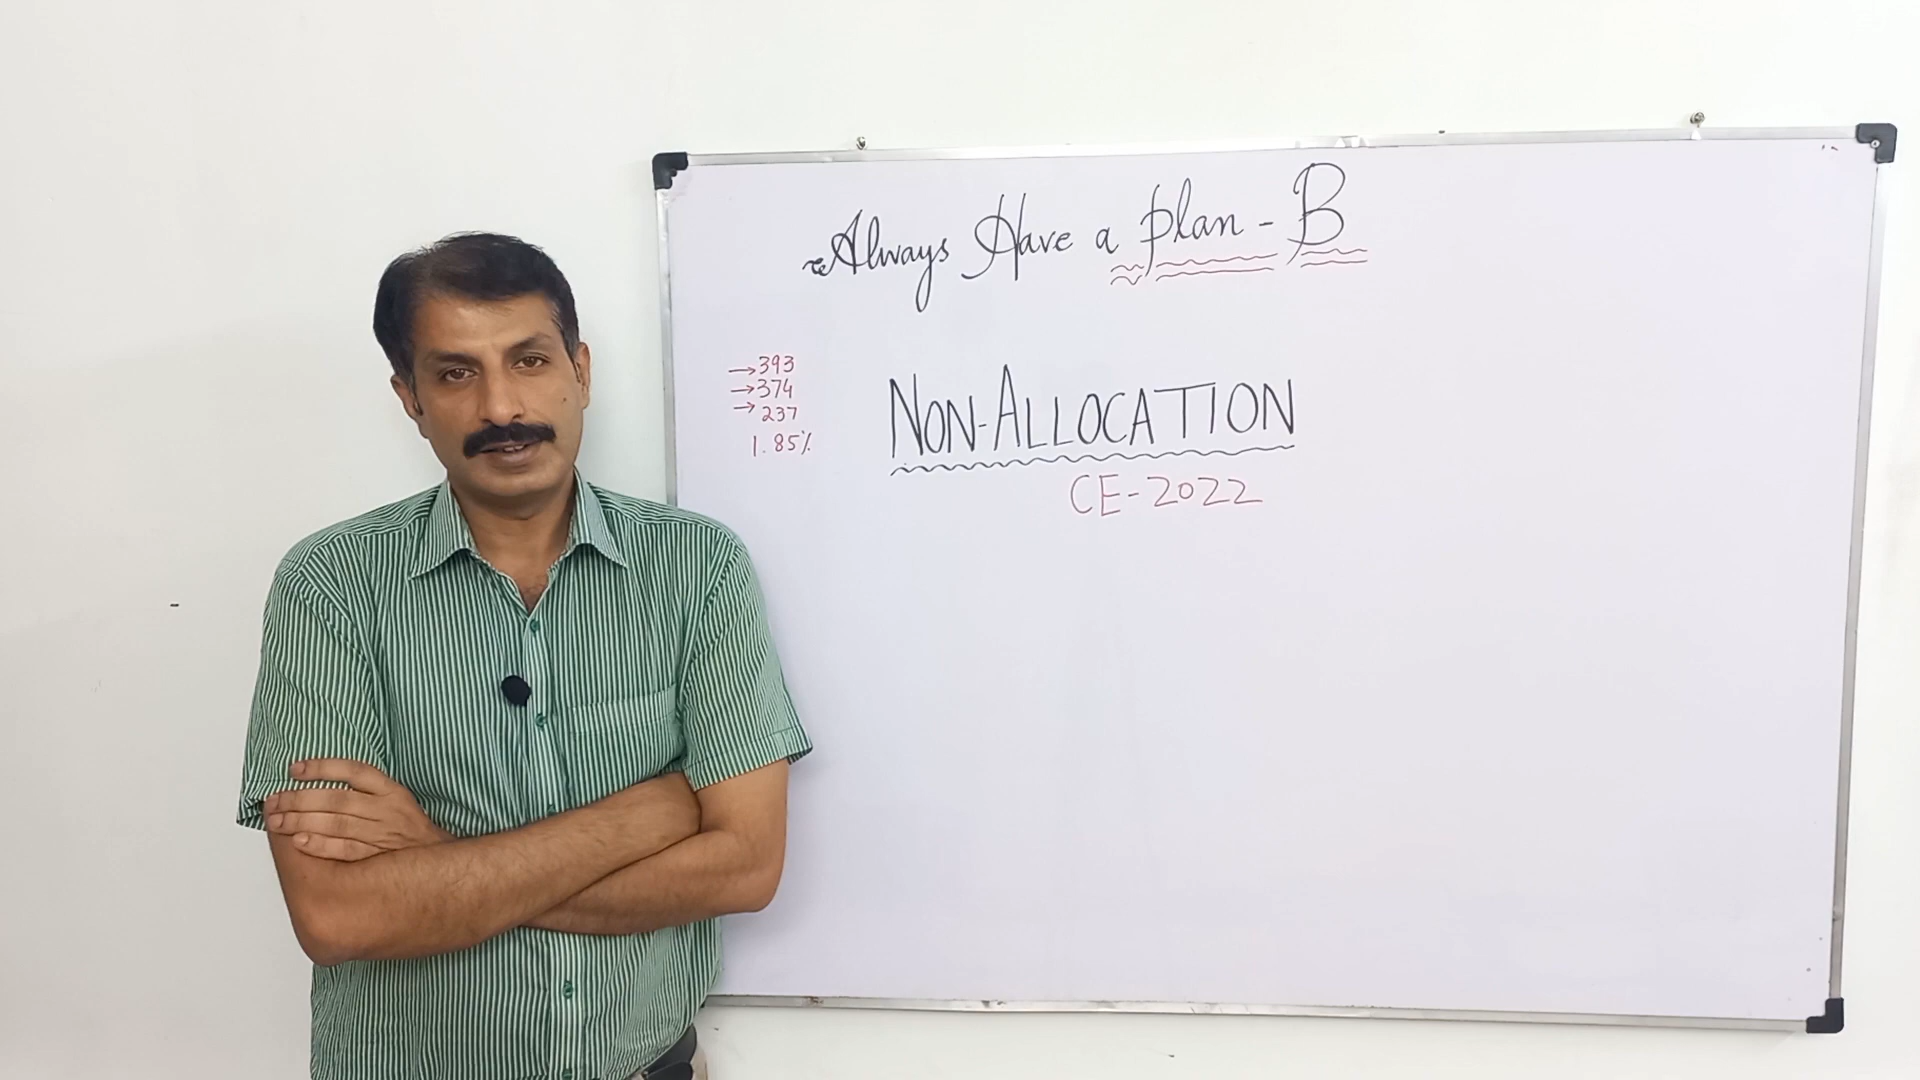 Always Have a plan - B
→393
→374
→237
1.85%
NON-ALLOCATION
CE-2022